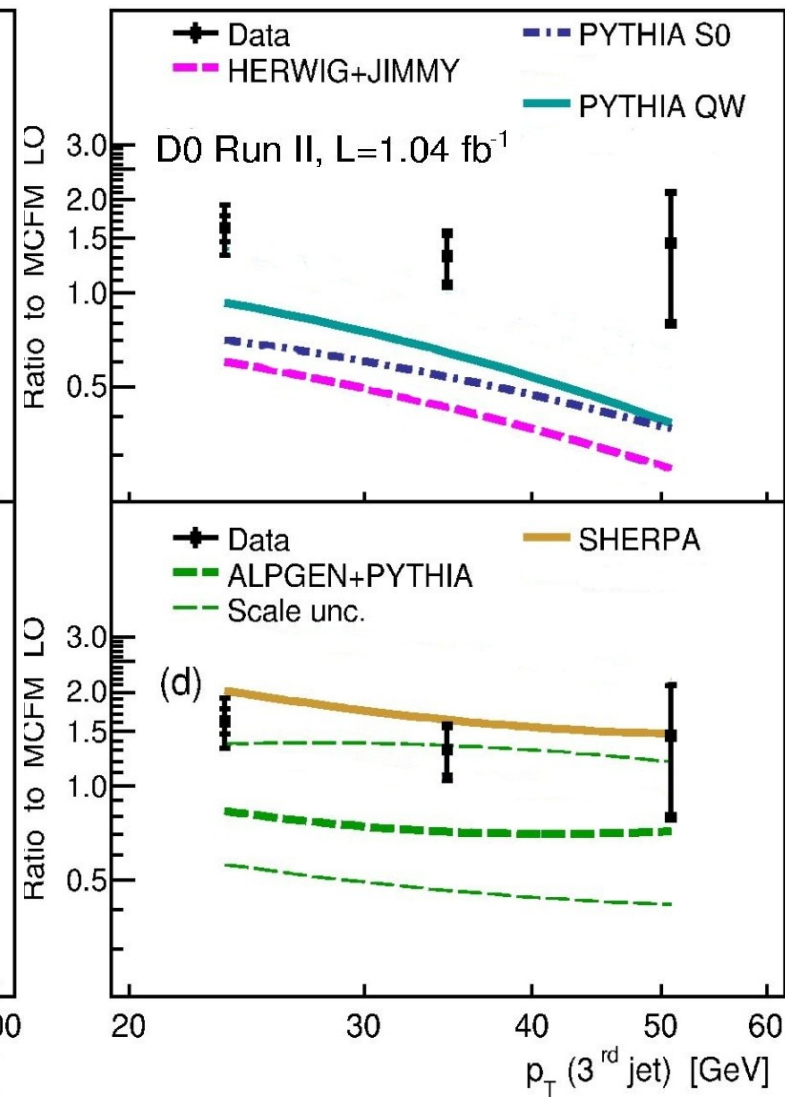 Data
PYTHIA S0
HERWIG+JIMMY
PYTHIA QW
D0 Run II, L=1.04 fb-1
Ratio to MCFM LO
3.0
2.0
1.5
1.0
0.5
Data
SHERPA
ALPGEN+PYTHIA
Scale unc.
(d)
Ratio to MCFM LO
3.0
2.0
1.5
1.0
0.5
20 30 40 50 60
pT (3rd jet) [GeV]